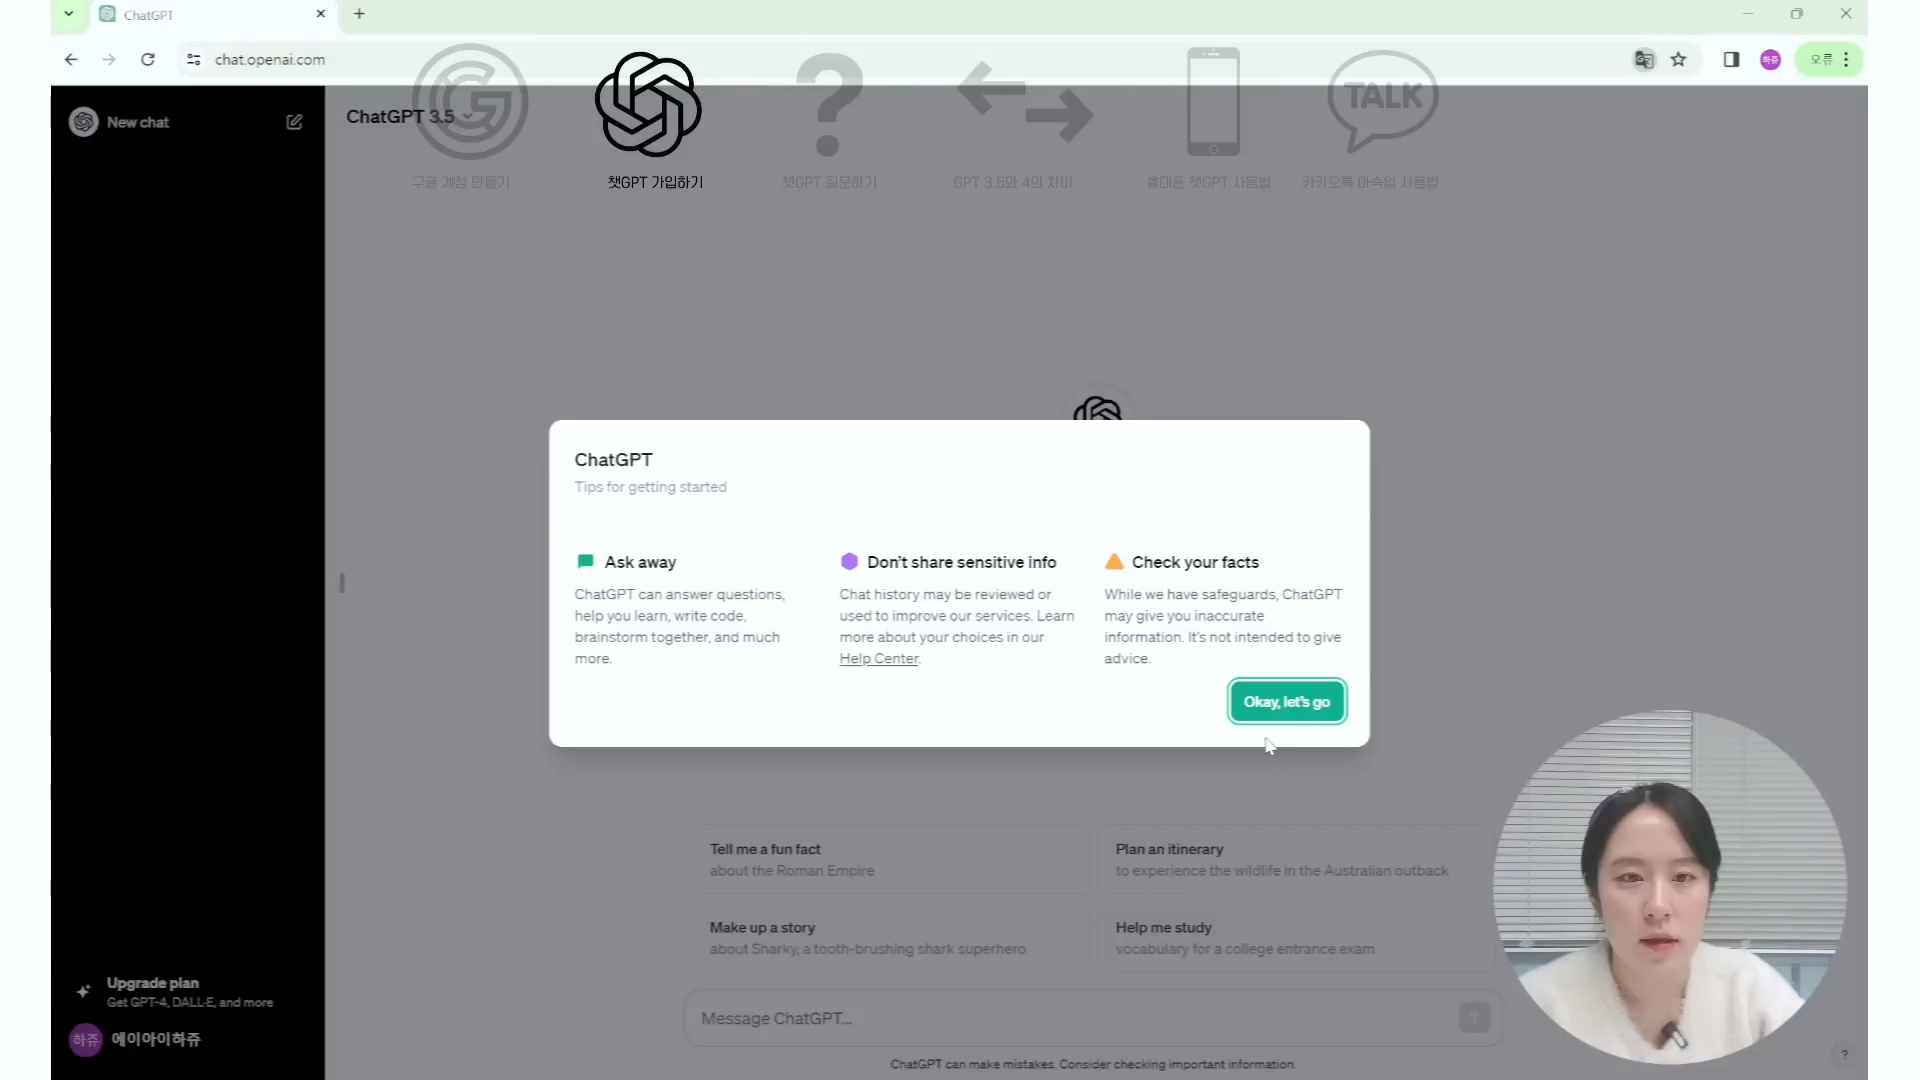 ChatGPT
chat.openai.com
하쥬
오류
New chat
ChatGPT 3.5
TALK
구글 계정 만들기
챗GPT 가입하기
챗GPT 질문하기
GPT 3.5와 4의 차이
휴대폰 챗GPT 사용법
카카오톡 아숙업 사용법
ChatGPT
Tips for getting started
Ask away
ChatGPT can answer questions,
help you learn, write code,
brainstorm together, and much
more.
Don't share sensitive info
Chat history may be reviewed or
used to improve our services. Learn
more about your choices in our
Help Center.
Check your facts
While we have safeguards, ChatGPT
may give you inaccurate
information. It's not intended to give
advice.
Okay, let's go
Tell me a fun fact
about the Roman Empire
Plan an itinerary
to experience the wildlife in the Australian outback
Make up a story
about Sharky, a tooth-brushing shark superhero
Help me study
vocabulary for a college entrance exam
Upgrade plan
Get GPT-4, DALL·E, and more
하쥬 에이아이하쥬
Message ChatGPT...
ChatGPT can make mistakes. Consider checking important information.
?